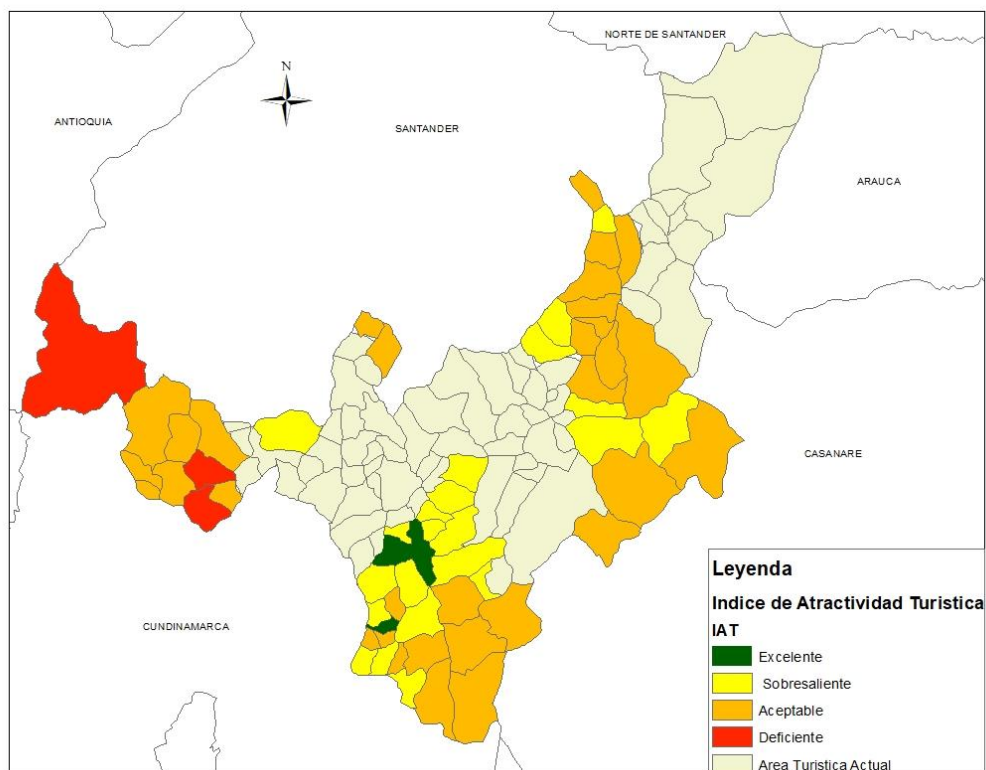 NORTE DE SANTANDER
N
ANTIOQUIA
SANTANDER
ARAUCA
CASANARE
CUNDINAMARCA
Leyenda
Indice de Atractividad Turistica
IAT
Excelente
Sobresaliente
Aceptable
Deficiente
Area Turistica Actual